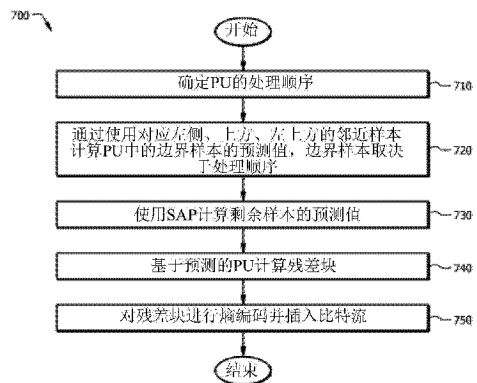 700
开始
确定PU的处理顺序
710
通过使用对应左侧、上方、左上方的邻近样本
计算PU中的边界样本的预测值，边界样本取决
于处理顺序
720
使用SAP计算剩余样本的预测值
730
基于预测的PU计算残差块
740
对残差块进行熵编码并插入比特流
750
结束